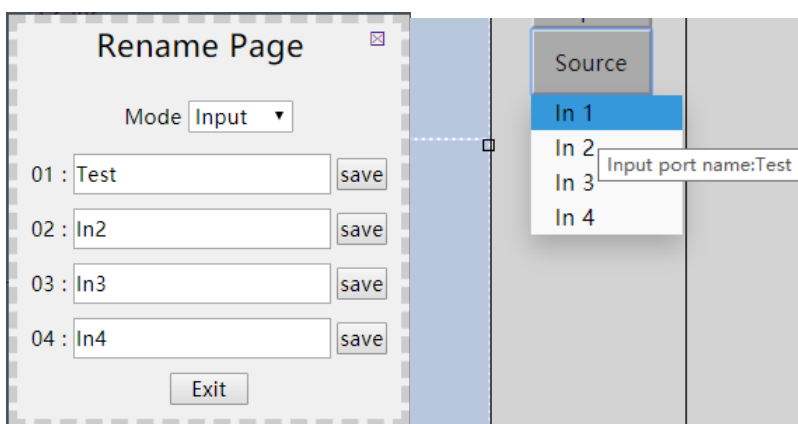 Rename Page
Mode Input
01 : Test save
02 : In2 save
03 : In3 save
04 : In4 save
Exit
Source
In 1
In 2
Input port name:Test
In 3
In 4